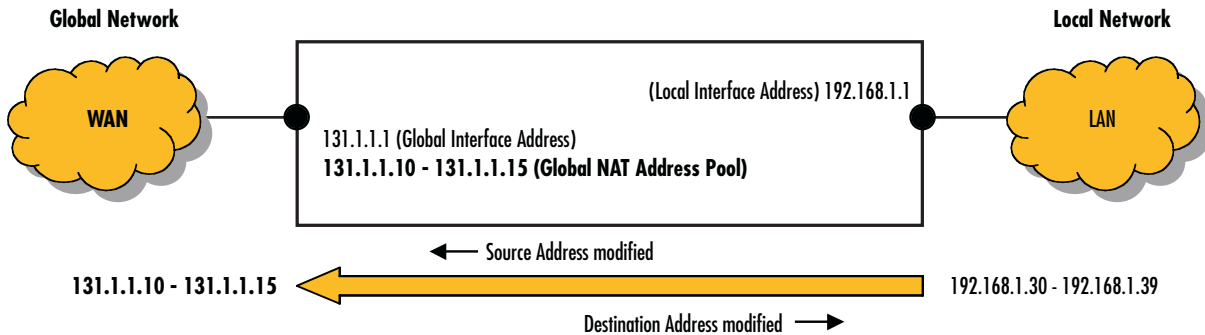 Global Network
Local Network
WAN
LAN
(Local Interface Address) 192.168.1.1
131.1.1.1 (Global Interface Address)
131.1.1.10 - 131.1.1.15 (Global NAT Address Pool)
Source Address modified
131.1.1.10 - 131.1.1.15
192.168.1.30 - 192.168.1.39
Destination Address modified